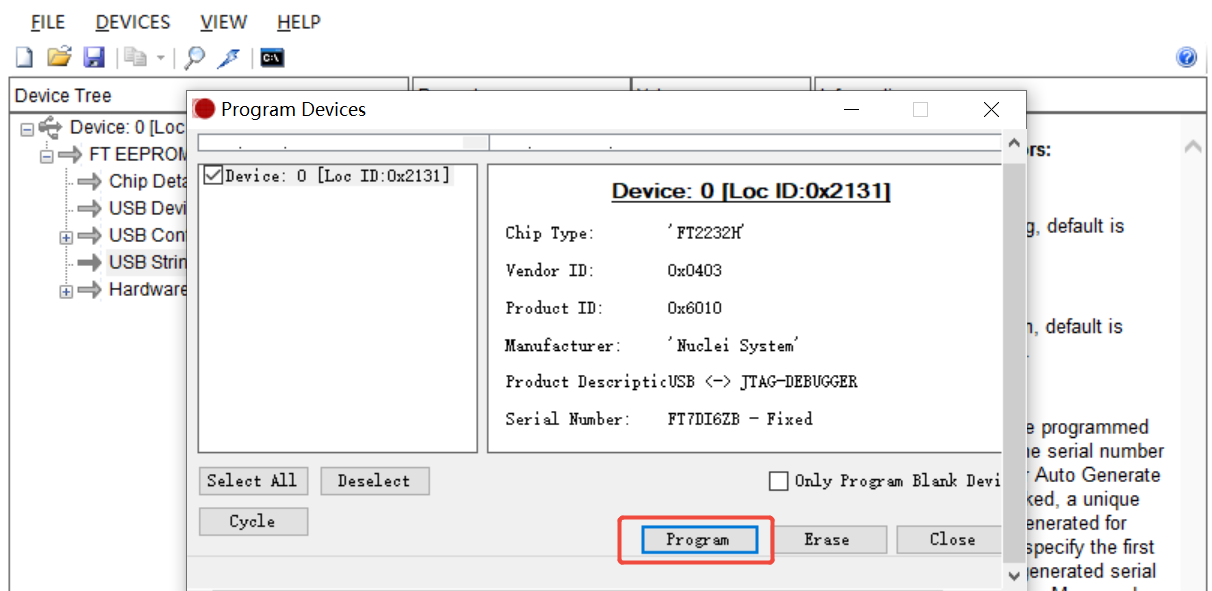 FILE DEVICES VIEW HELP
C:\
Device Tree
Program Devices
Device: 0 [Loc
FT EEPROM
Chip Deta
USB Devi
USB Con
USB Strin
Hardware
Device: 0 [Loc ID:0x2131]
Device: 0 [Loc ID:0x2131]
Chip Type: 'FT2232H'
Vendor ID: 0x0403
Product ID: 0x6010
Manufacturer: 'Nuclei System'
Product Descriptic USB <-> JTAG-DEBUGGER
Serial Number: FT7DI6ZB - Fixed
Select All Deselect
Only Program Blank Devi
Cycle
Program Erase Close
rs:
g, default is
n, default is
e programmed
he serial number
r Auto Generate
ked, a unique
enerated for
specify the first
generated serial